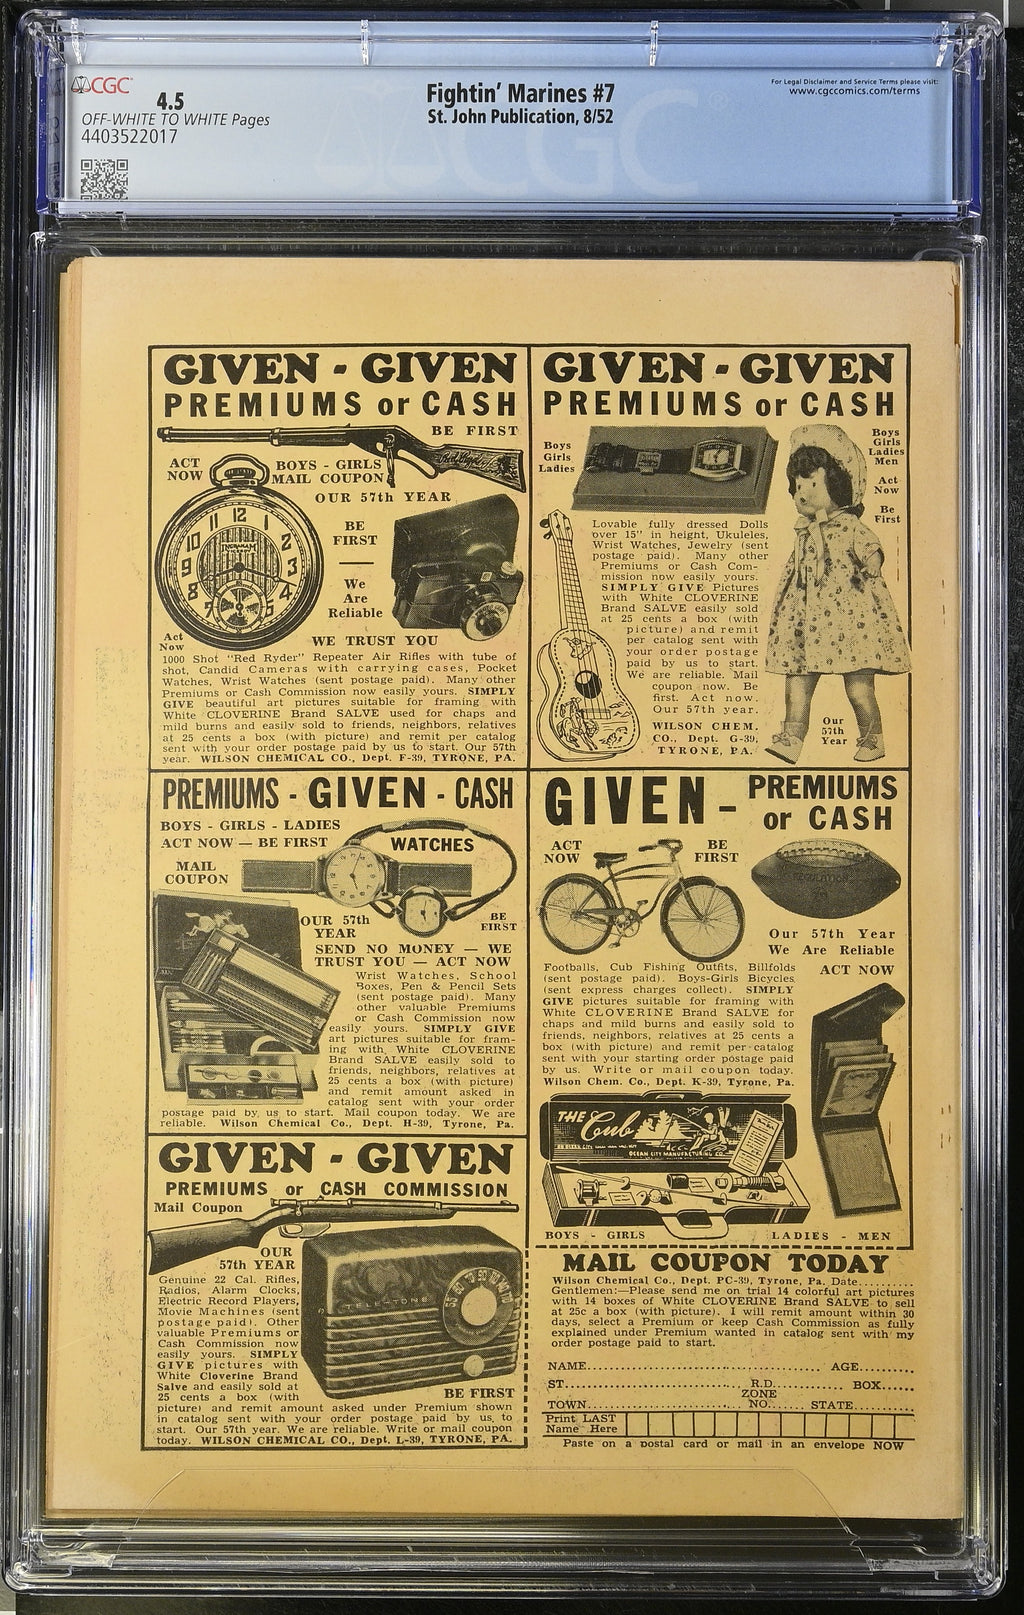 CGC
4.5
OFF-WHITE TO WHITE Pages
4403522017
Fightin' Marines #7
St. John Publication, 8/52
For Legal Disclaimer and Service Terms please visit:
www.cgccomics.com/terms
CGC
GIVEN - GIVEN
PREMIUMS or CASH
BE FIRST
Red Ryder
ACT
NOW
BOYS - GIRLS
MAIL COUPON
OUR 57th YEAR
BE
FIRST
We
Are
Reliable
Act
Now
WE TRUST YOU
1000 Shot "Red Ryder" Repeater Air Rifles with tube of
shot, Candid Cameras with carrying cases, Pocket
Watches, Wrist Watches (sent postage paid). Many other
Premiums or Cash Commission now easily yours. SIMPLY
GIVE beautiful art pictures suitable for framing with
White CLOVERINE Brand SALVE used for chaps and
mild burns and easily sold to friends, neighbors, relatives
at 25 cents a box (with picture) and remit per catalog
sent with your order postage paid by us to start. Our 57th
year. WILSON CHEMICAL CO., Dept. F-39, TYRONE, PA.
GIVEN - GIVEN
PREMIUMS or CASH
Boys
Girls
Ladies
Boys
Girls
Ladies
Men
Act
Now
Be
First
Lovable fully dressed Dolls
over 15" in height, Ukuleles,
Wrist Watches, Jewelry (sent
postage paid). Many other
Premiums or Cash Com-
mission now easily yours.
SIMPLY GIVE Pictures
with White CLOVERINE
Brand SALVE easily sold
at 25 cents a box (with
picture) and remit
per catalog sent with
your order postage
paid by us to start.
We are reliable. Mail
coupon now. Be
first. Act now.
Our 57th year.
WILSON CHEM.
CO., Dept. G-39,
TYRONE, PA.
Our
57th
Year
PREMIUMS - GIVEN - CASH
BOYS - GIRLS - LADIES
ACT NOW — BE FIRST
WATCHES
MAIL
COUPON
OUR 57th
YEAR
BE
FIRST
SEND NO MONEY — WE
TRUST YOU — ACT NOW
Wrist Watches, School
Boxes, Pen & Pencil Sets
(sent postage paid). Many
other valuable Premiums
or Cash Commission now
easily yours. SIMPLY GIVE
art pictures suitable for fram-
ing with White CLOVERINE
Brand SALVE easily sold to
friends, neighbors, relatives at
25 cents a box (with picture)
and remit amount asked in
catalog sent with your order
postage paid by us to start. Mail coupon today. We are
reliable. Wilson Chemical Co., Dept. H-39, Tyrone, Pa.
GIVEN - PREMIUMS
or CASH
ACT
NOW
BE
FIRST
REGULATION
Our 57th Year
We Are Reliable
ACT NOW
Footballs, Cub Fishing Outfits, Billfolds
(sent postage paid). Boys-Girls Bicycles
(sent express charges collect). SIMPLY
GIVE pictures suitable for framing with
White CLOVERINE Brand SALVE for
chaps and mild burns and easily sold to
friends, neighbors, relatives at 25 cents a
box (with picture) and remit per catalog
sent with your starting order postage paid
by us. Write or mail coupon today.
Wilson Chem. Co., Dept. K-39, Tyrone, Pa.
THE Cub
OCEAN CITY MANUFACTURING CO.
BOYS - GIRLS
LADIES - MEN
GIVEN - GIVEN
PREMIUMS or CASH COMMISSION
Mail Coupon
OUR
57th YEAR
TELETONE
Genuine 22 Cal. Rifles,
Radios, Alarm Clocks,
Electric Record Players,
Movie Machines (sent
postage paid). Other
valuable Premiums or
Cash Commission now
easily yours. SIMPLY
GIVE pictures with
White Cloverine Brand
Salve and easily sold at
25 cents a box (with
picture) and remit amount asked under Premium shown
in catalog sent with your order postage paid by us to
start. Our 57th year. We are reliable. Write or mail coupon
today. WILSON CHEMICAL CO., Dept. L-39, TYRONE, PA.
BE FIRST
MAIL COUPON TODAY
Wilson Chemical Co., Dept. PC-39, Tyrone, Pa. Date..........
Gentlemen:—Please send me on trial 14 colorful art pictures
with 14 boxes of White CLOVERINE Brand SALVE to sell
at 25c a box (with picture). I will remit amount within 30
days, select a Premium or keep Cash Commission as fully
explained under Premium wanted in catalog sent with my
order postage paid to start.
NAME.................................................. AGE.........
ST................................... R.D............ BOX......
ZONE
TOWN................................ NO....... STATE..........
Print LAST
Name Here
Paste on a postal card or mail in an envelope NOW